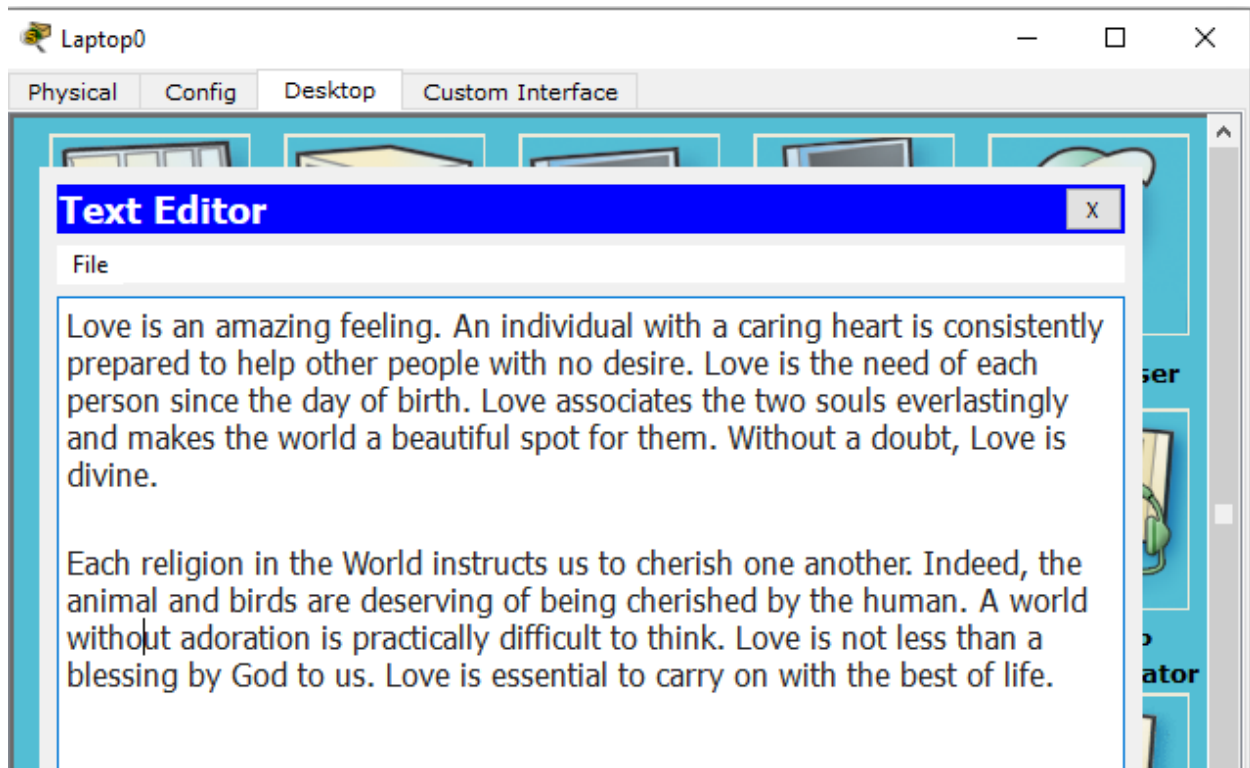 Laptop0
Physical Config Desktop Custom Interface
Text Editor X
File
Love is an amazing feeling. An individual with a caring heart is consistently
prepared to help other people with no desire. Love is the need of each
person since the day of birth. Love associates the two souls everlastingly
and makes the world a beautiful spot for them. Without a doubt, Love is
divine.
Each religion in the World instructs us to cherish one another. Indeed, the
animal and birds are deserving of being cherished by the human. A world
without adoration is practically difficult to think. Love is not less than a
blessing by God to us. Love is essential to carry on with the best of life.
ser
ator